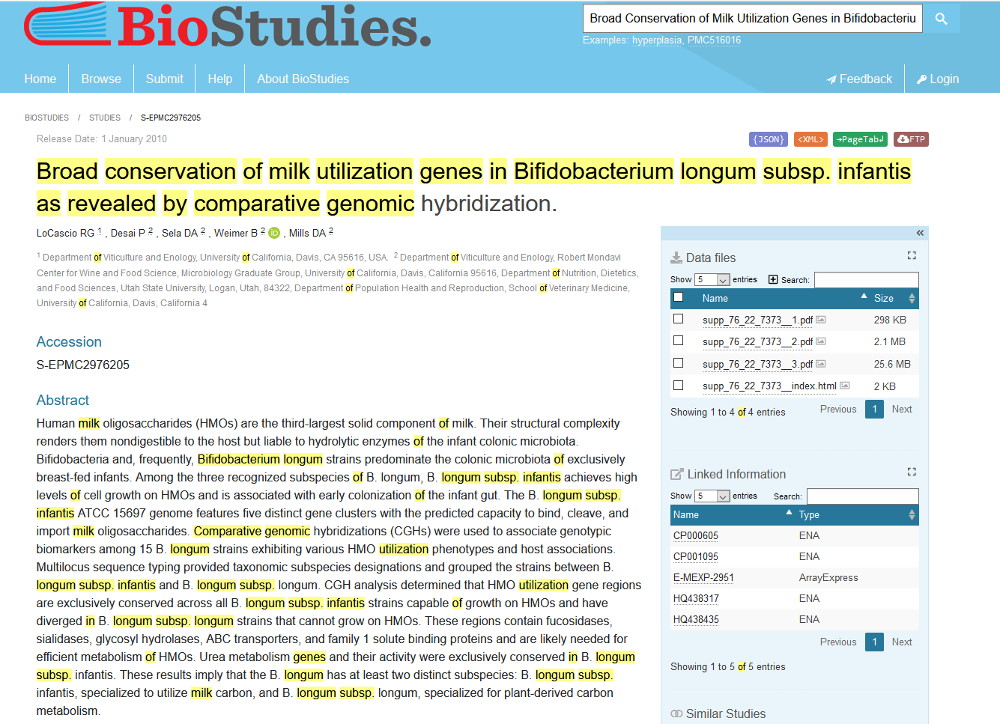 BioStudies.
Broad Conservation of Milk Utilization Genes in Bifidobacteriu
Examples: hyperplasia, PMC516016
Home Browse Submit Help About BioStudies Feedback Login
BIOSTUDIES / STUDIES / S-EPMC2976205
Release Date: 1 January 2010
{JSON} <XML> →PageTab↲ FTP
Broad conservation of milk utilization genes in Bifidobacterium longum subsp. infantis
as revealed by comparative genomic hybridization.
LoCascio RG 1 , Desai P 2 , Sela DA 2 , Weimer B 2 iD , Mills DA 2
1 Department of Viticulture and Enology, University of California, Davis, CA 95616, USA. 2 Department of Viticulture and Enology, Robert Mondavi
Center for Wine and Food Science, Microbiology Graduate Group, University of California, Davis, California 95616, Department of Nutrition, Dietetics,
and Food Sciences, Utah State University, Logan, Utah, 84322, Department of Population Health and Reproduction, School of Veterinary Medicine,
University of California, Davis, California 4
Accession
S-EPMC2976205
Abstract
Human milk oligosaccharides (HMOs) are the third-largest solid component of milk. Their structural complexity
renders them nondigestible to the host but liable to hydrolytic enzymes of the infant colonic microbiota.
Bifidobacteria and, frequently, Bifidobacterium longum strains predominate the colonic microbiota of exclusively
breast-fed infants. Among the three recognized subspecies of B. longum, B. longum subsp. infantis achieves high
levels of cell growth on HMOs and is associated with early colonization of the infant gut. The B. longum subsp.
infantis ATCC 15697 genome features five distinct gene clusters with the predicted capacity to bind, cleave, and
import milk oligosaccharides. Comparative genomic hybridizations (CGHs) were used to associate genotypic
biomarkers among 15 B. longum strains exhibiting various HMO utilization phenotypes and host associations.
Multilocus sequence typing provided taxonomic subspecies designations and grouped the strains between B.
longum subsp. infantis and B. longum subsp. longum. CGH analysis determined that HMO utilization gene regions
are exclusively conserved across all B. longum subsp. infantis strains capable of growth on HMOs and have
diverged in B. longum subsp. longum strains that cannot grow on HMOs. These regions contain fucosidases,
sialidases, glycosyl hydrolases, ABC transporters, and family 1 solute binding proteins and are likely needed for
efficient metabolism of HMOs. Urea metabolism genes and their activity were exclusively conserved in B. longum
subsp. infantis. These results imply that the B. longum has at least two distinct subspecies: B. longum subsp.
infantis, specialized to utilize milk carbon, and B. longum subsp. longum, specialized for plant-derived carbon
metabolism.
«
Data files
Show 5 entries Search:
Name Size
supp_76_22_7373__1.pdf 298 KB
supp_76_22_7373__2.pdf 2.1 MB
supp_76_22_7373__3.pdf 25.6 MB
supp_76_22_7373__index.html 2 KB
Showing 1 to 4 of 4 entries Previous 1 Next
Linked Information
Show 5 entries Search:
Name Type
CP000605 ENA
CP001095 ENA
E-MEXP-2951 ArrayExpress
HQ438317 ENA
HQ438435 ENA
Previous 1 Next
Showing 1 to 5 of 5 entries
Similar Studies